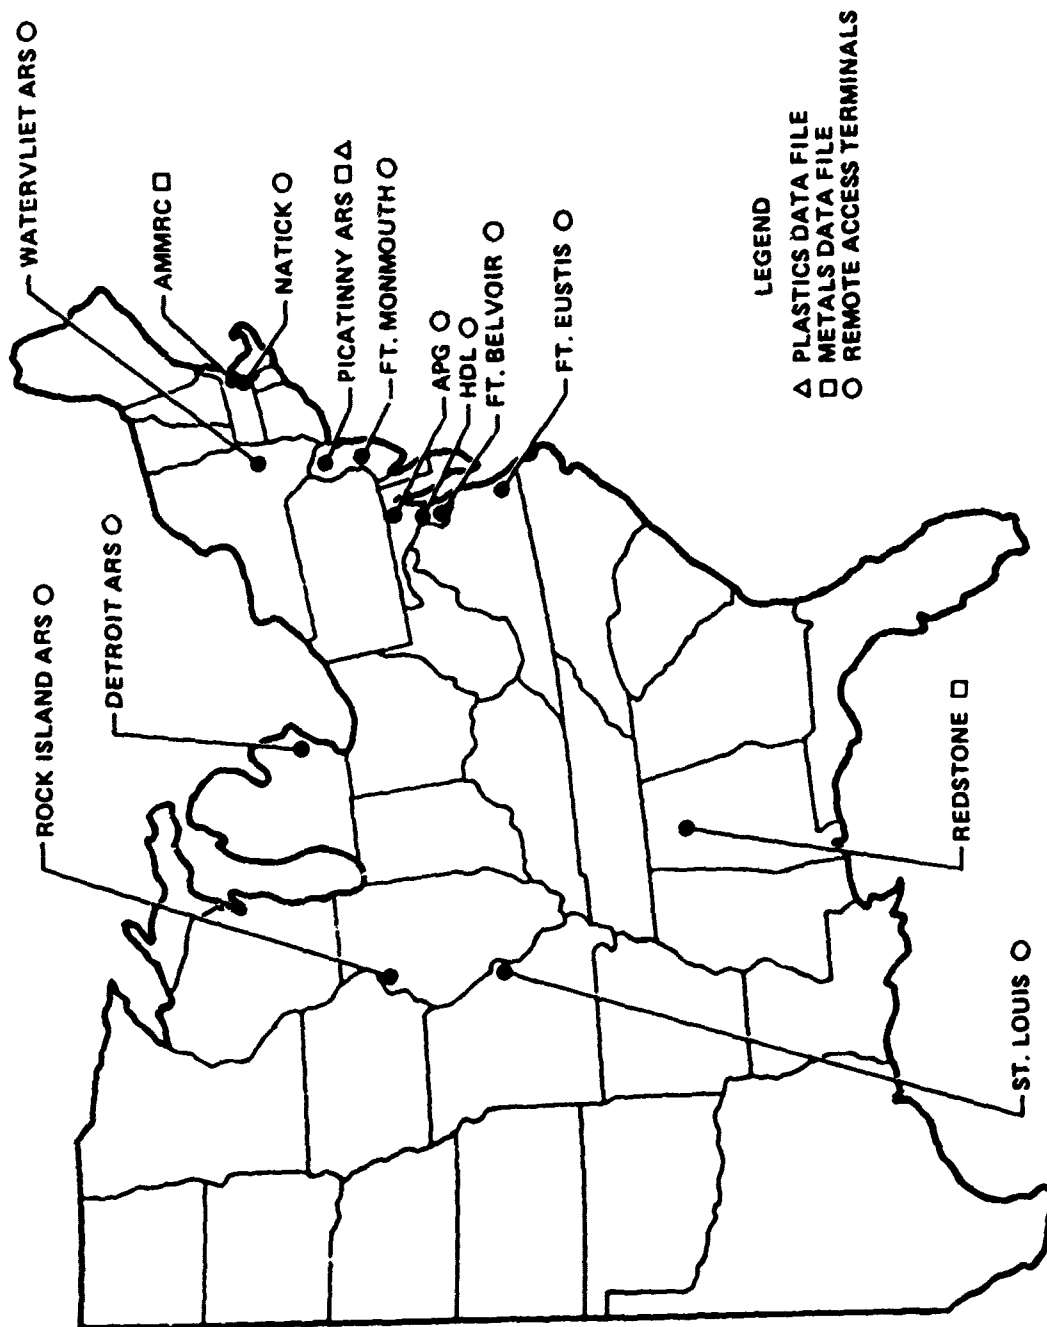 ROCK ISLAND ARS ○
DETROIT ARS ○
WATERVLIET ARS ○
AMMRC □
NATICK ○
PICATINNY ARS □ △
FT. MONMOUTH ○
APG ○
HDL ○
FT. BELVOIR ○
FT. EUSTIS ○
REDSTONE □
ST. LOUIS ○
LEGEND
△ PLASTICS DATA FILE
□ METALS DATA FILE
○ REMOTE ACCESS TERMINALS